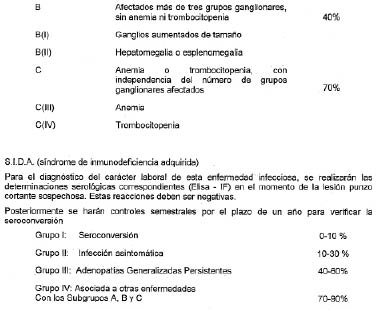 B Afectados más de tres grupos ganglionares,
sin anemia ni trombocitopenia 40%
B(I) Ganglios aumentados de tamaño
B(II) Hepatomegalia o esplenomegalia
C Anemia o trombocitopenia, con
independencia del número de grupos
ganglionares afectados 70%
C(III) Anemia
C(IV) Trombocitopenia
S.I.D.A. (síndrome de inmunodeficiencia adquirida)
Para el diagnóstico del carácter laboral de esta enfermedad infecciosa, se realizarán las
determinaciones serológicas correspondientes (Elisa - IF) en el momento de la lesión punzo
cortante sospechosa. Estas reacciones deben ser negativas.
Posteriormente se harán controles semestrales por el plazo de un año para verificar la
seroconversión
Grupo I: Seroconversión 0-10 %
Grupo II: Infección asintomática 10-30 %
Grupo III: Adenopatías Generalizadas Persistentes 40-60%
Grupo IV: Asociada a otras enfermedades
Con los Subgrupos A, B y C 70-90%